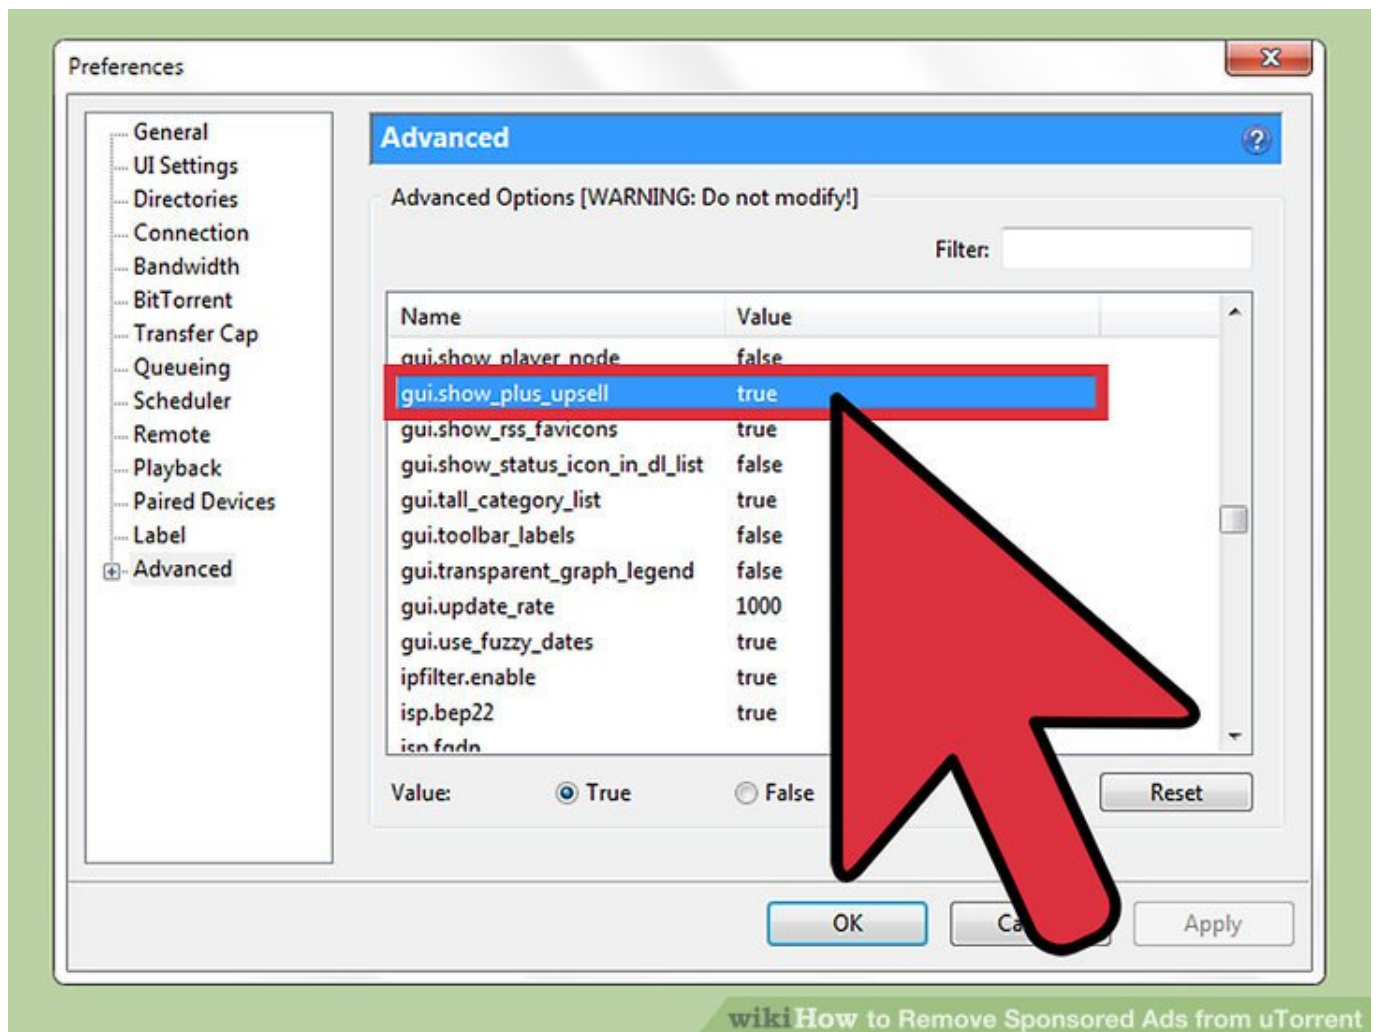 Preferences
General
UI Settings
Directories
Connection
Bandwidth
BitTorrent
Transfer Cap
Queueing
Scheduler
Remote
Playback
Paired Devices
Label
Advanced
Advanced
Advanced Options [WARNING: Do not modify!]
Filter:
Name Value
gui.show_player_node false
gui.show_plus_upsell true
gui.show_rss_favicons true
gui.show_status_icon_in_dl_list false
gui.tall_category_list true
gui.toolbar_labels false
gui.transparent_graph_legend false
gui.update_rate 1000
gui.use_fuzzy_dates true
ipfilter.enable true
isp.bep22 true
isp.fqdn
Value: True False Reset
OK Ca Apply
wikiHow to Remove Sponsored Ads from uTorrent